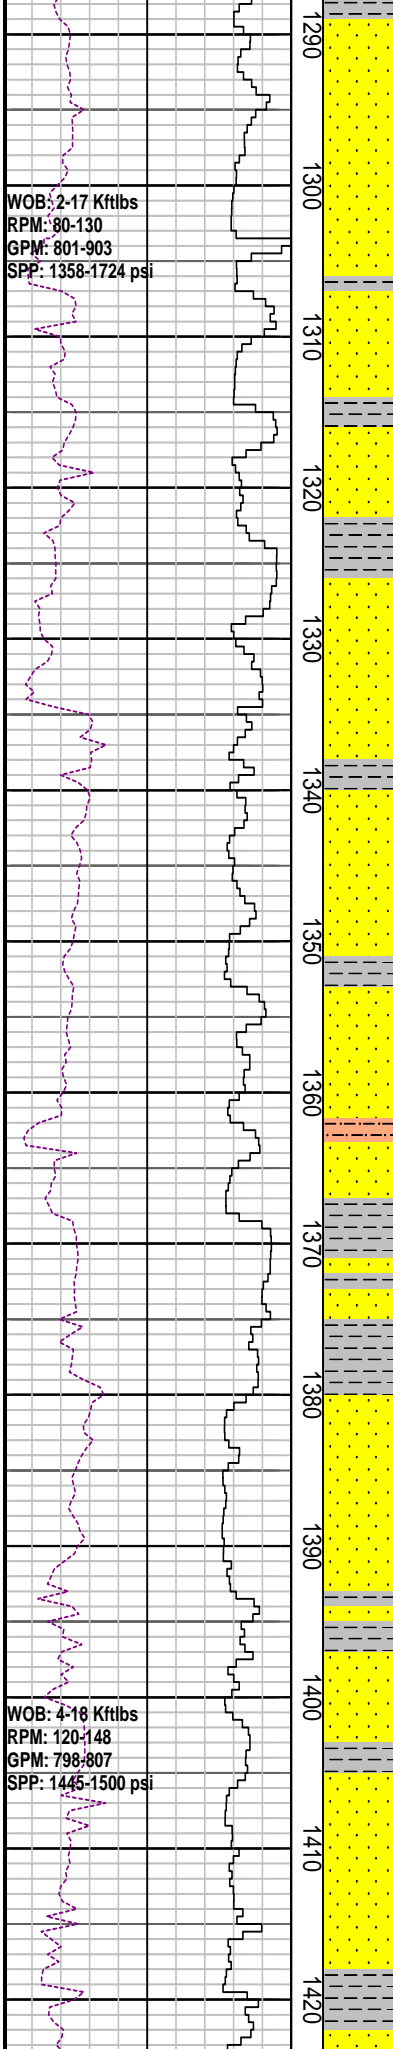 1290
1300
WOB: 2-17 Kftlbs
RPM: 80-130
GPM: 801-903
SPP: 1358-1724 psi
1310
1320
1330
1340
1350
1360
1370
1380
1390
1400
WOB: 4-18 Kftlbs
RPM: 120-148
GPM: 798-807
SPP: 1445-1500 psi
1410
1420